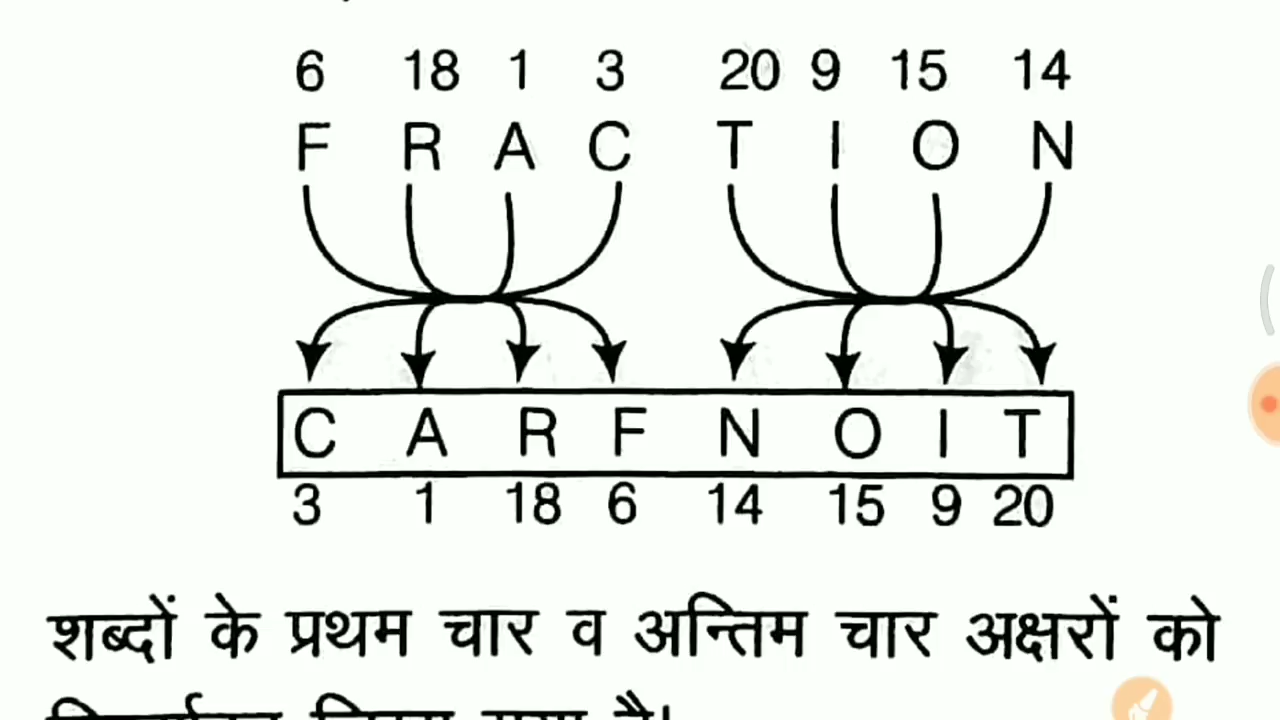 6 18 1 3 20 9 15 14
F R A C T I O N
C A R F N O I T
3 1 18 6 14 15 9 20
शब्दों के प्रथम चार व अन्तिम चार अक्षरों को